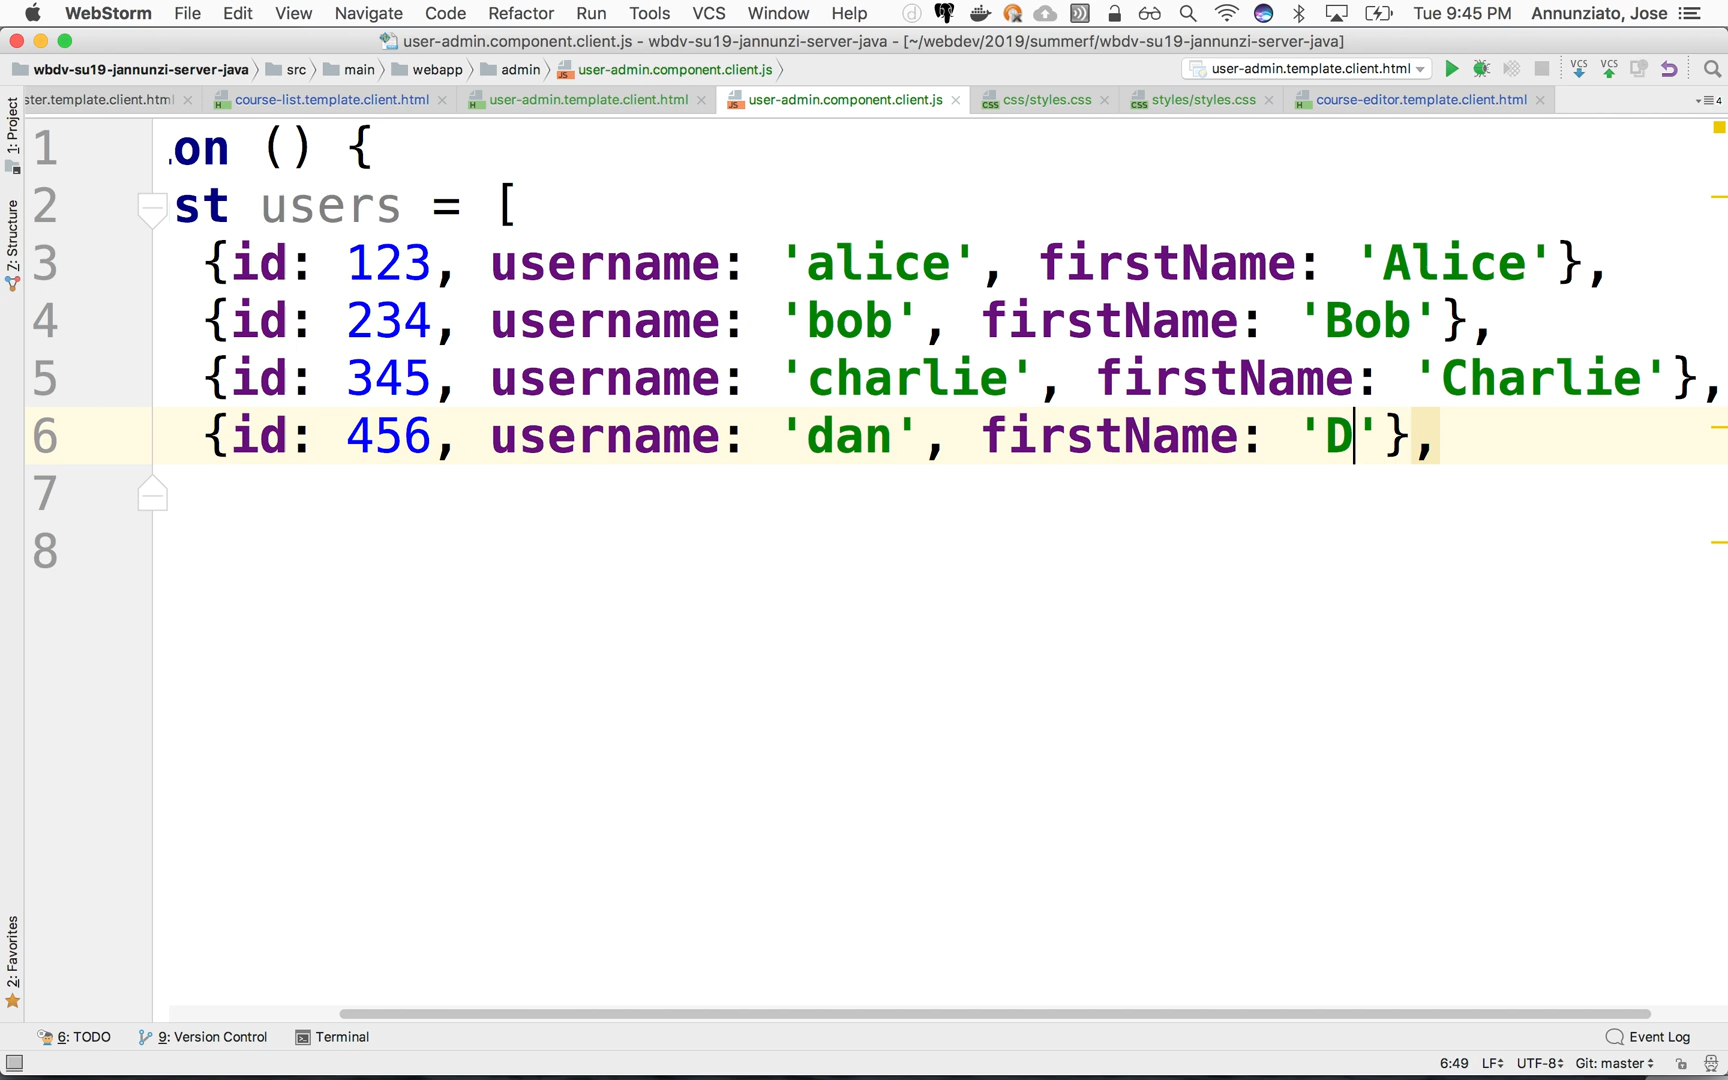 WebStorm File Edit View Navigate Code Refactor Run Tools VCS Window Help Tue 9:45 PM Annunziato, Jose
user-admin.component.client.js - wbdv-su19-jannunzi-server-java - [~/webdev/2019/summerf/wbdv-su19-jannunzi-server-java]
wbdv-su19-jannunzi-server-java src main webapp admin user-admin.component.client.js user-admin.template.client.html VCS VCS
ster.template.client.html course-list.template.client.html user-admin.template.client.html user-admin.component.client.js css/styles.css styles/styles.css course-editor.template.client.html 4
1: Project
7: Structure
2: Favorites
1 on () {
2 st users = [
3 {id: 123, username: 'alice', firstName: 'Alice'},
4 {id: 234, username: 'bob', firstName: 'Bob'},
5 {id: 345, username: 'charlie', firstName: 'Charlie'},
6 {id: 456, username: 'dan', firstName: 'D'},
7
8
6: TODO 9: Version Control Terminal Event Log
6:49 LF UTF-8 Git: master